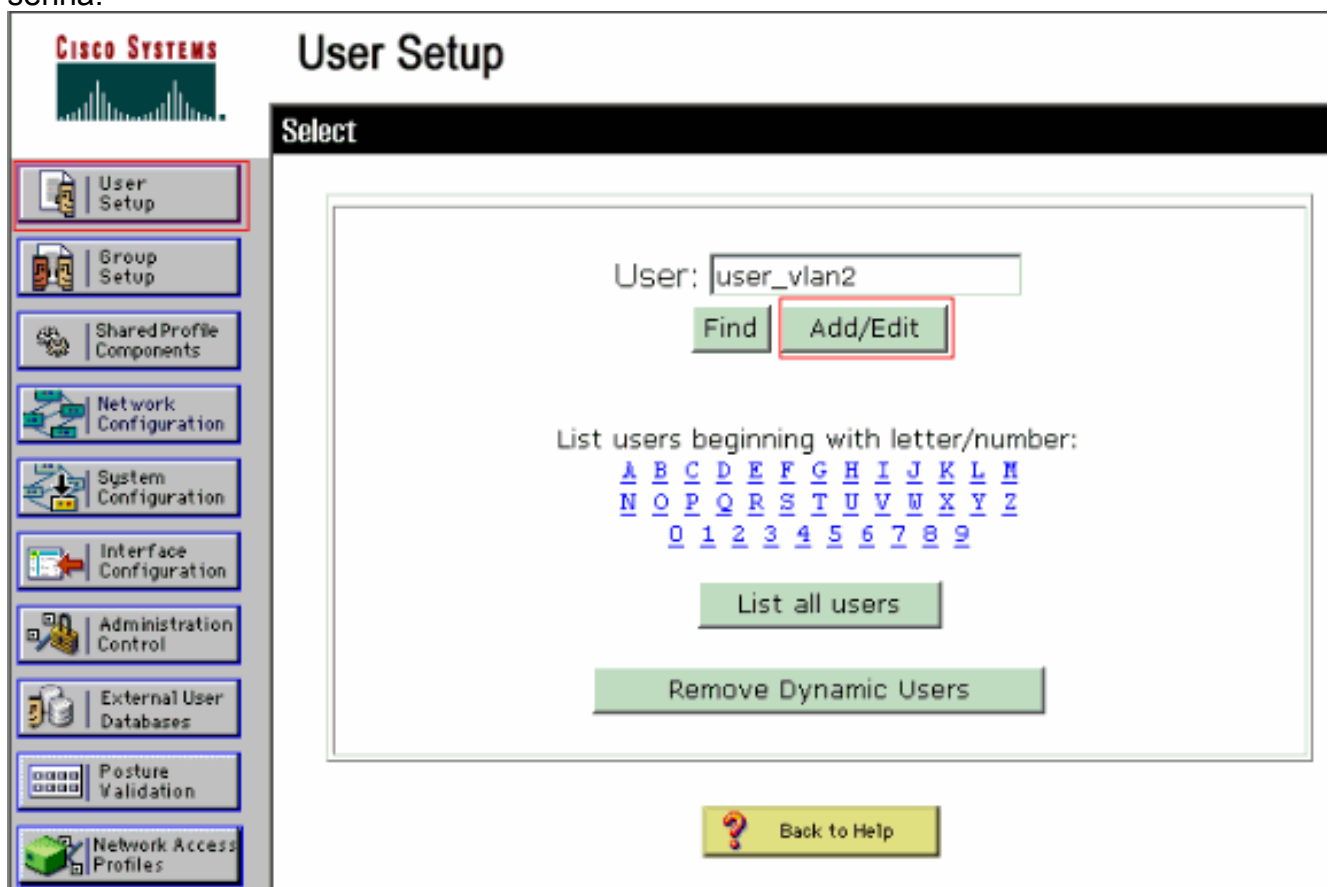 senha.
CISCO SYSTEMS
User Setup
Select
User
Setup
Group
Setup
Shared Profile
Components
Network
Configuration
System
Configuration
Interface
Configuration
Administration
Control
External User
Databases
Posture
Validation
Network Access
Profiles
User: user_vlan2
Find Add/Edit
List users beginning with letter/number:
A B C D E F G H I J K L M
N O P Q R S T U V W X Y Z
0 1 2 3 4 5 6 7 8 9
List all users
Remove Dynamic Users
? Back to Help